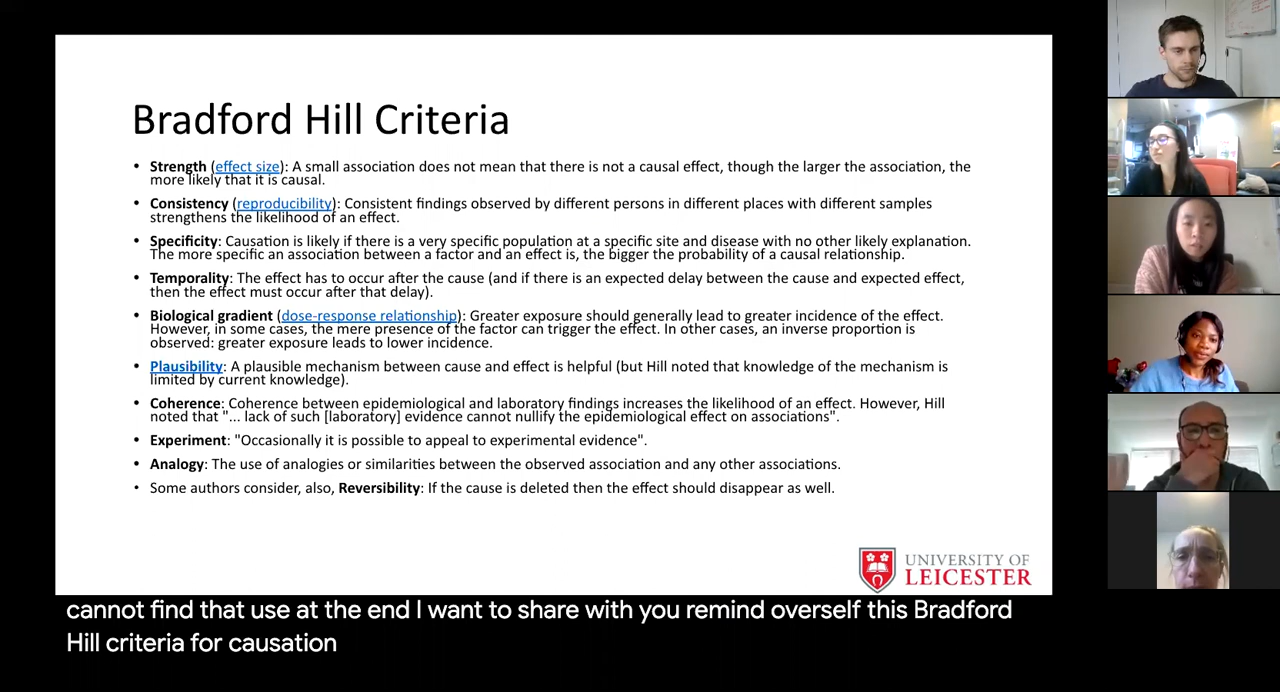 Bradford Hill Criteria
• Strength (effect size): A small association does not mean that there is not a causal effect, though the larger the association, the
more likely that it is causal.
• Consistency (reproducibility): Consistent findings observed by different persons in different places with different samples
strengthens the likelihood of an effect.
• Specificity: Causation is likely if there is a very specific population at a specific site and disease with no other likely explanation.
The more specific an association between a factor and an effect is, the bigger the probability of a causal relationship.
• Temporality: The effect has to occur after the cause (and if there is an expected delay between the cause and expected effect,
then the effect must occur after that delay).
• Biological gradient (dose-response relationship): Greater exposure should generally lead to greater incidence of the effect.
However, in some cases, the mere presence of the factor can trigger the effect. In other cases, an inverse proportion is
observed: greater exposure leads to lower incidence.
• Plausibility: A plausible mechanism between cause and effect is helpful (but Hill noted that knowledge of the mechanism is
limited by current knowledge).
• Coherence: Coherence between epidemiological and laboratory findings increases the likelihood of an effect. However, Hill
noted that "... lack of such [laboratory] evidence cannot nullify the epidemiological effect on associations".
• Experiment: "Occasionally it is possible to appeal to experimental evidence".
• Analogy: The use of analogies or similarities between the observed association and any other associations.
• Some authors consider, also, Reversibility: If the cause is deleted then the effect should disappear as well.
UNIVERSITY OF
LEICESTER
cannot find that use at the end I want to share with you remind overself this Bradford
Hill criteria for causation